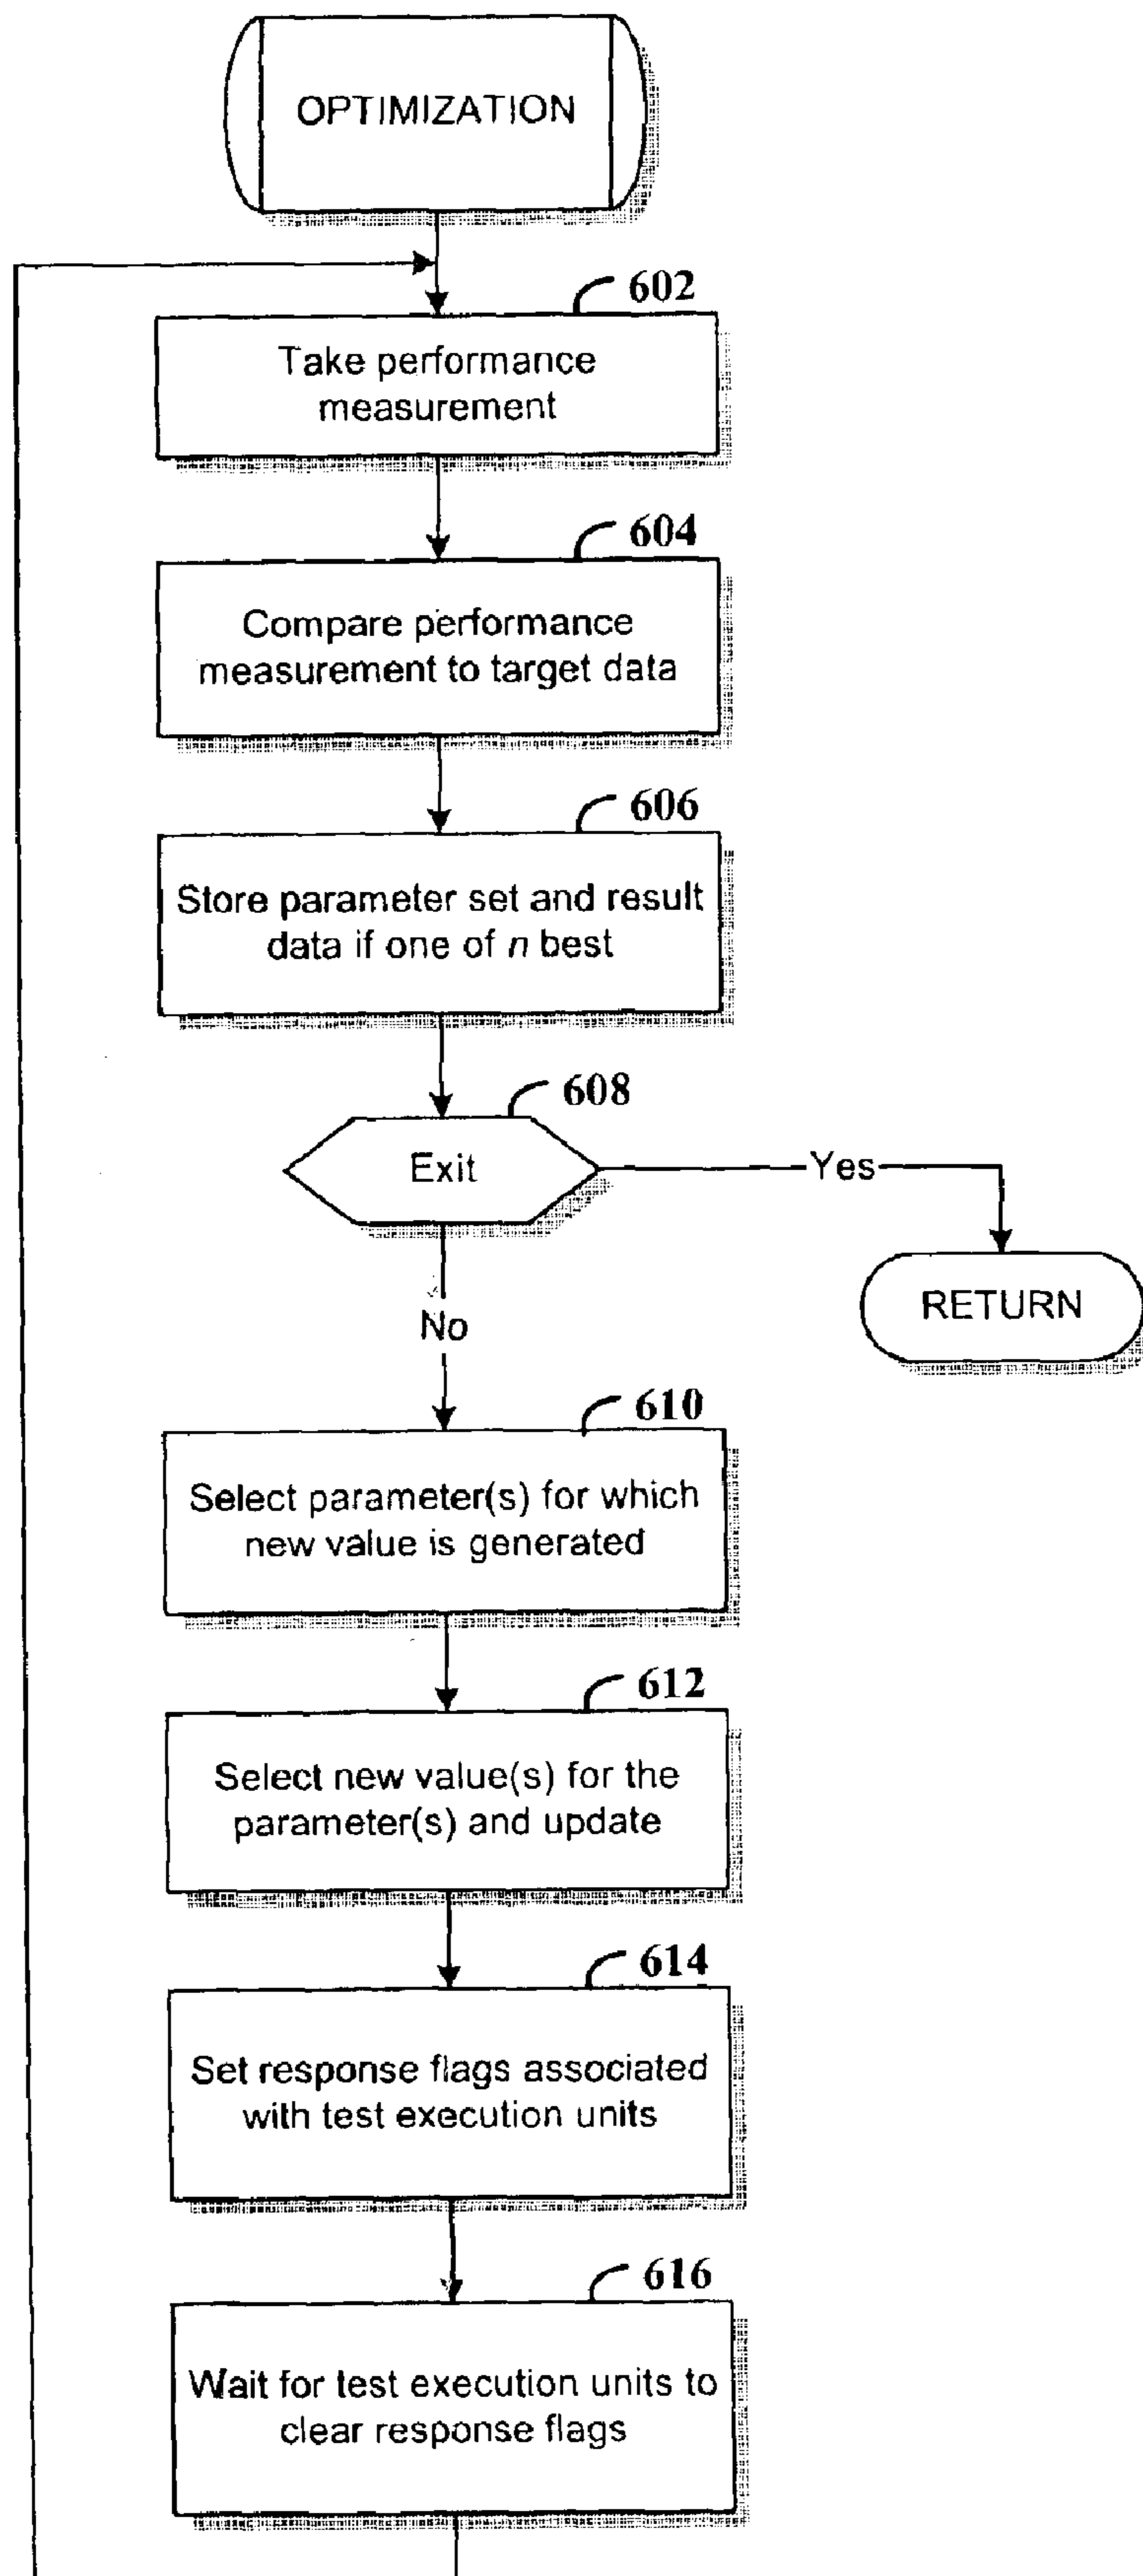 OPTIMIZATION
602
Take performance
measurement
604
Compare performance
measurement to target data
606
Store parameter set and result
data if one of n best
608
Exit
Yes
RETURN
No
610
Select parameter(s) for which
new value is generated
612
Select new value(s) for the
parameter(s) and update
614
Set response flags associated
with test execution units
616
Wait for test execution units to
clear response flags